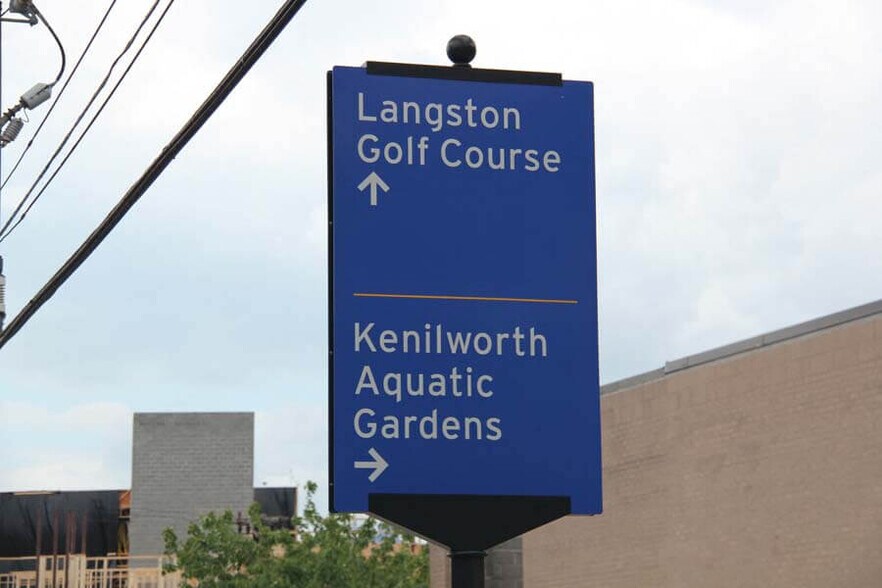 Langston
Golf Course
↑
Kenilworth
Aquatic
Gardens
→